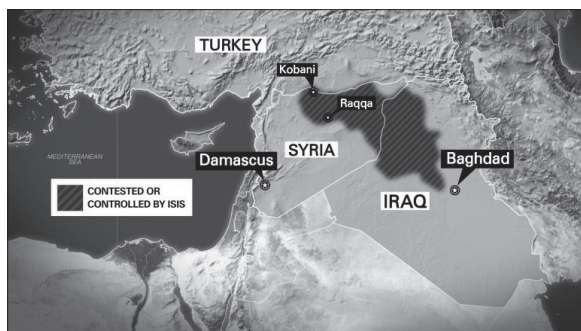 TURKEY
Kobani
Raqqa
MEDITERRANEAN
SEA
SYRIA
Damascus
Baghdad
CONTESTED OR
CONTROLLED BY ISIS
IRAQ